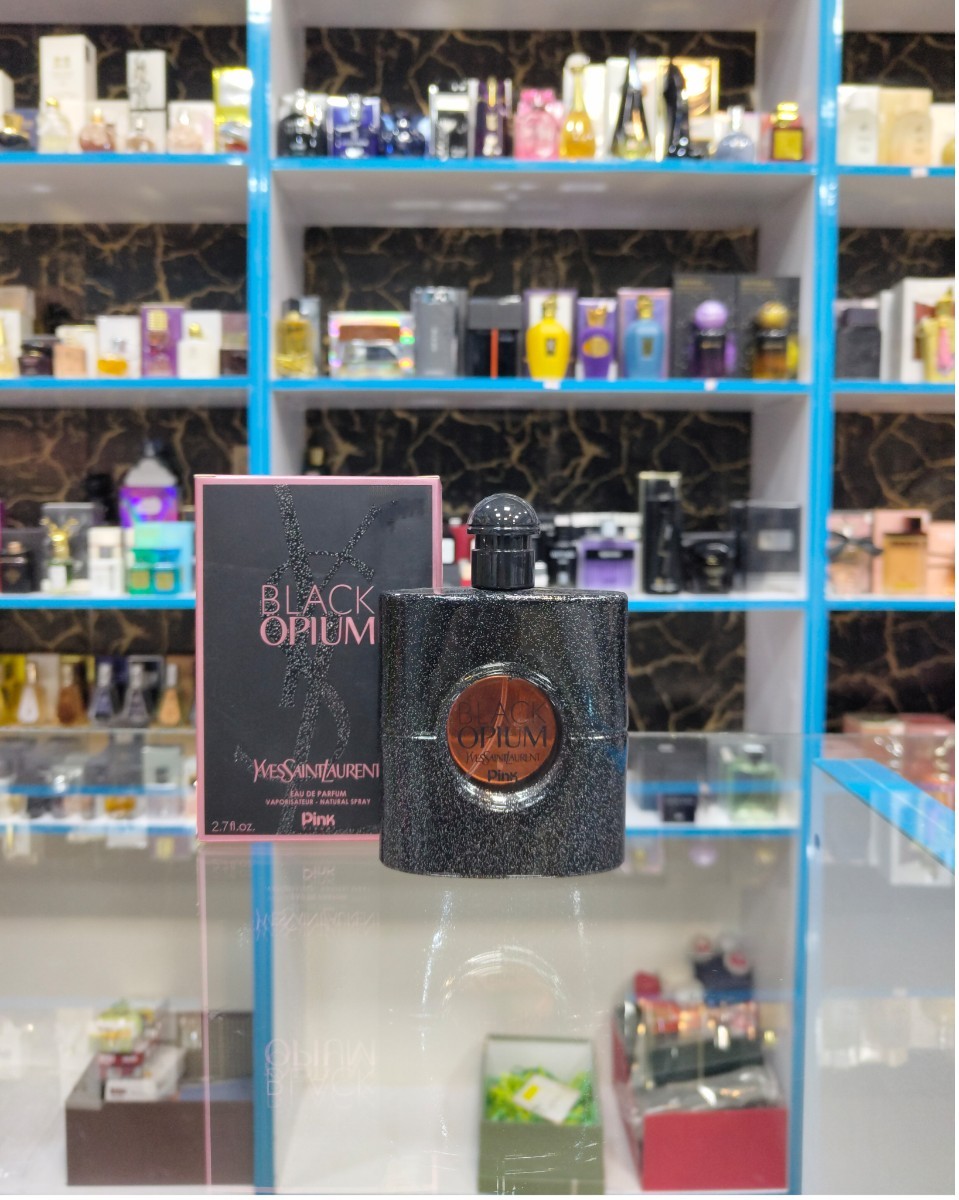 BLACK
OPIUM
YVESSAINTLAURENT
EAU DE PARFUM
VAPORISATEUR - NATURAL SPRAY
Pink
2.7fl.oz.
BLACK
OPIUM
YVESSAINTLAURENT
Pink